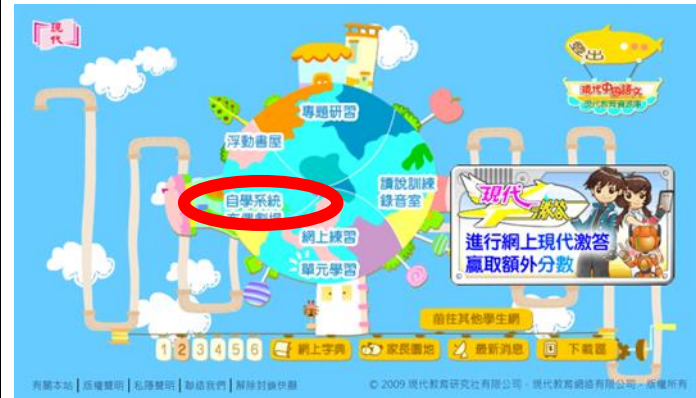 現代
登出
現代中國語文
現代教育資源庫
專題研習
浮動書屋
自學系統
讀說訓練
錄音室
網上練習
單元學習
現代激答
進行網上現代激答
贏取額外分數
前往其他學生網
1 2 3 4 5 6 網上字典 家長園地 最新消息 下載區
有關本站 | 版權聲明 | 私隱聲明 | 聯絡我們 | 解除封鎖快顯 © 2009 現代教育研究社有限公司、現代教育網絡有限公司、版權所有